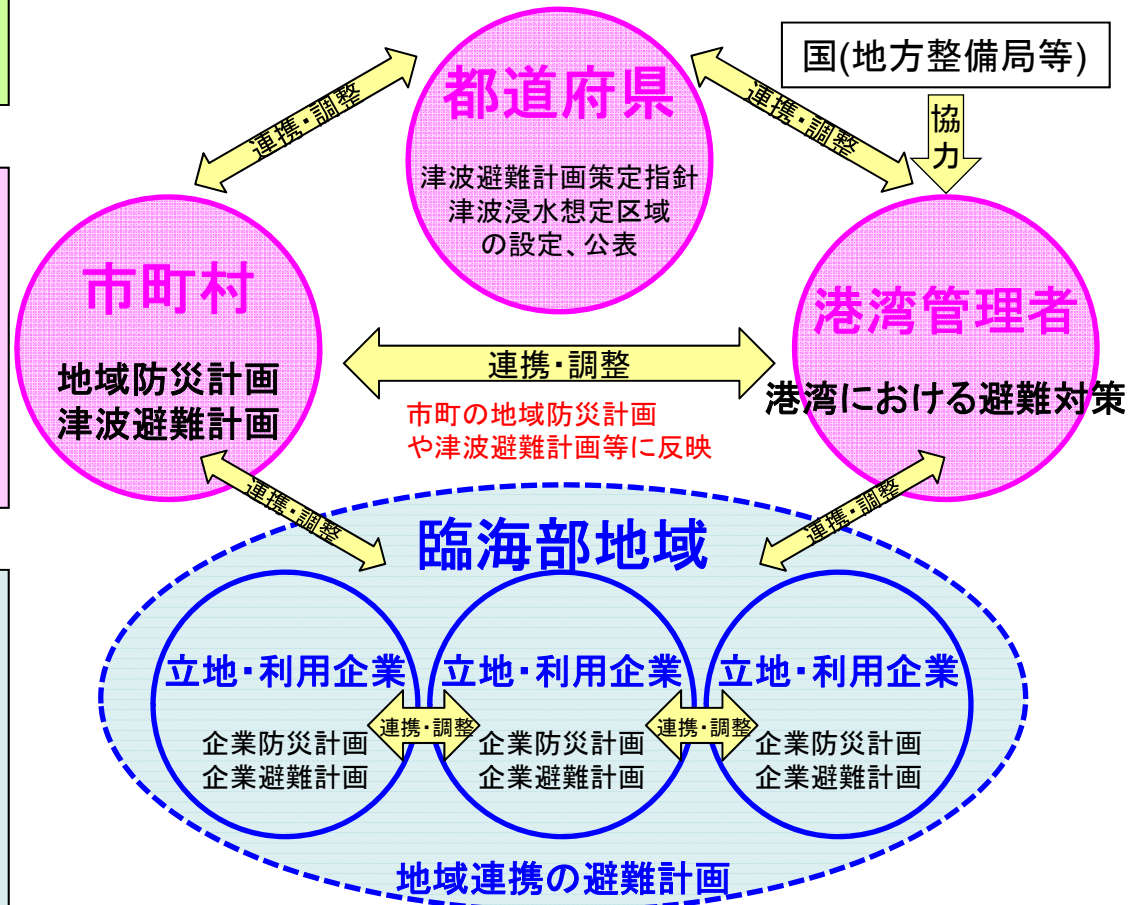 国(地方整備局等)
都道府県
連携・調整
連携・調整
協
力
津波避難計画策定指針
津波浸水想定区域
の設定、公表
市町村
地域防災計画
津波避難計画
港湾管理者
港湾における避難対策
連携・調整
市町の地域防災計画
や津波避難計画等に反映
連携・調整
連携・調整
臨海部地域
立地・利用企業
立地・利用企業
立地・利用企業
連携・調整
連携・調整
企業防災計画
企業避難計画
企業防災計画
企業避難計画
企業防災計画
企業避難計画
地域連携の避難計画